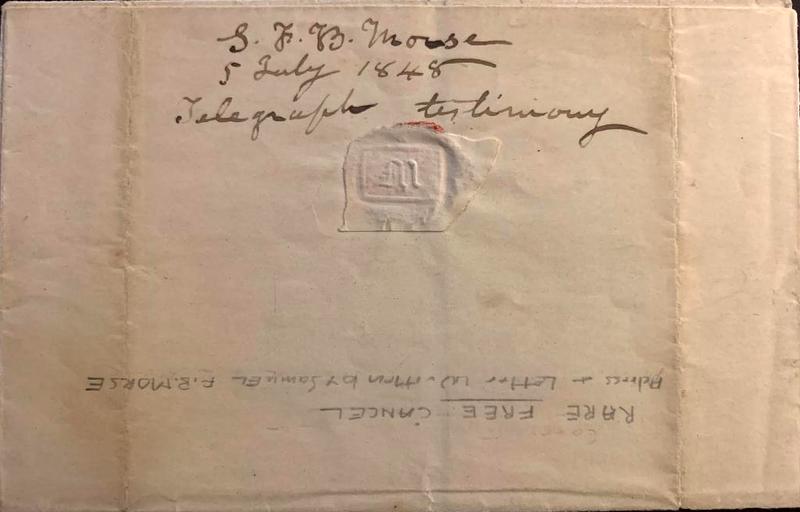 S. F. B. Morse
5 July 1848
Telegraph testimony
M
RARE FREE CANCEL
Adress + Letter Written by Samuel F.B. MORSE